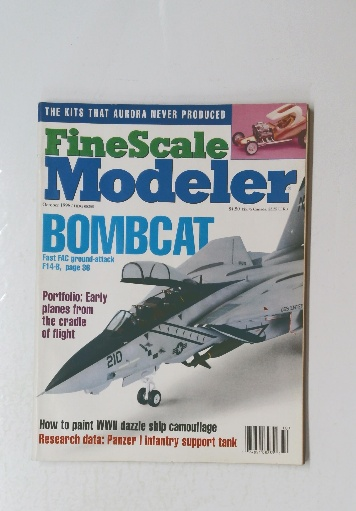 THE KITS THAT AURORA NEVER PRODUCED
FineScale
Modeler
October 1996
BOMBCAT
Fast FAC ground-attack
F14-B, page 36
Portfolio: Early
planes from
the cradle
of flight
210
How to paint WWII dazzle ship camouflage
Research data: Panzer I infantry support tank